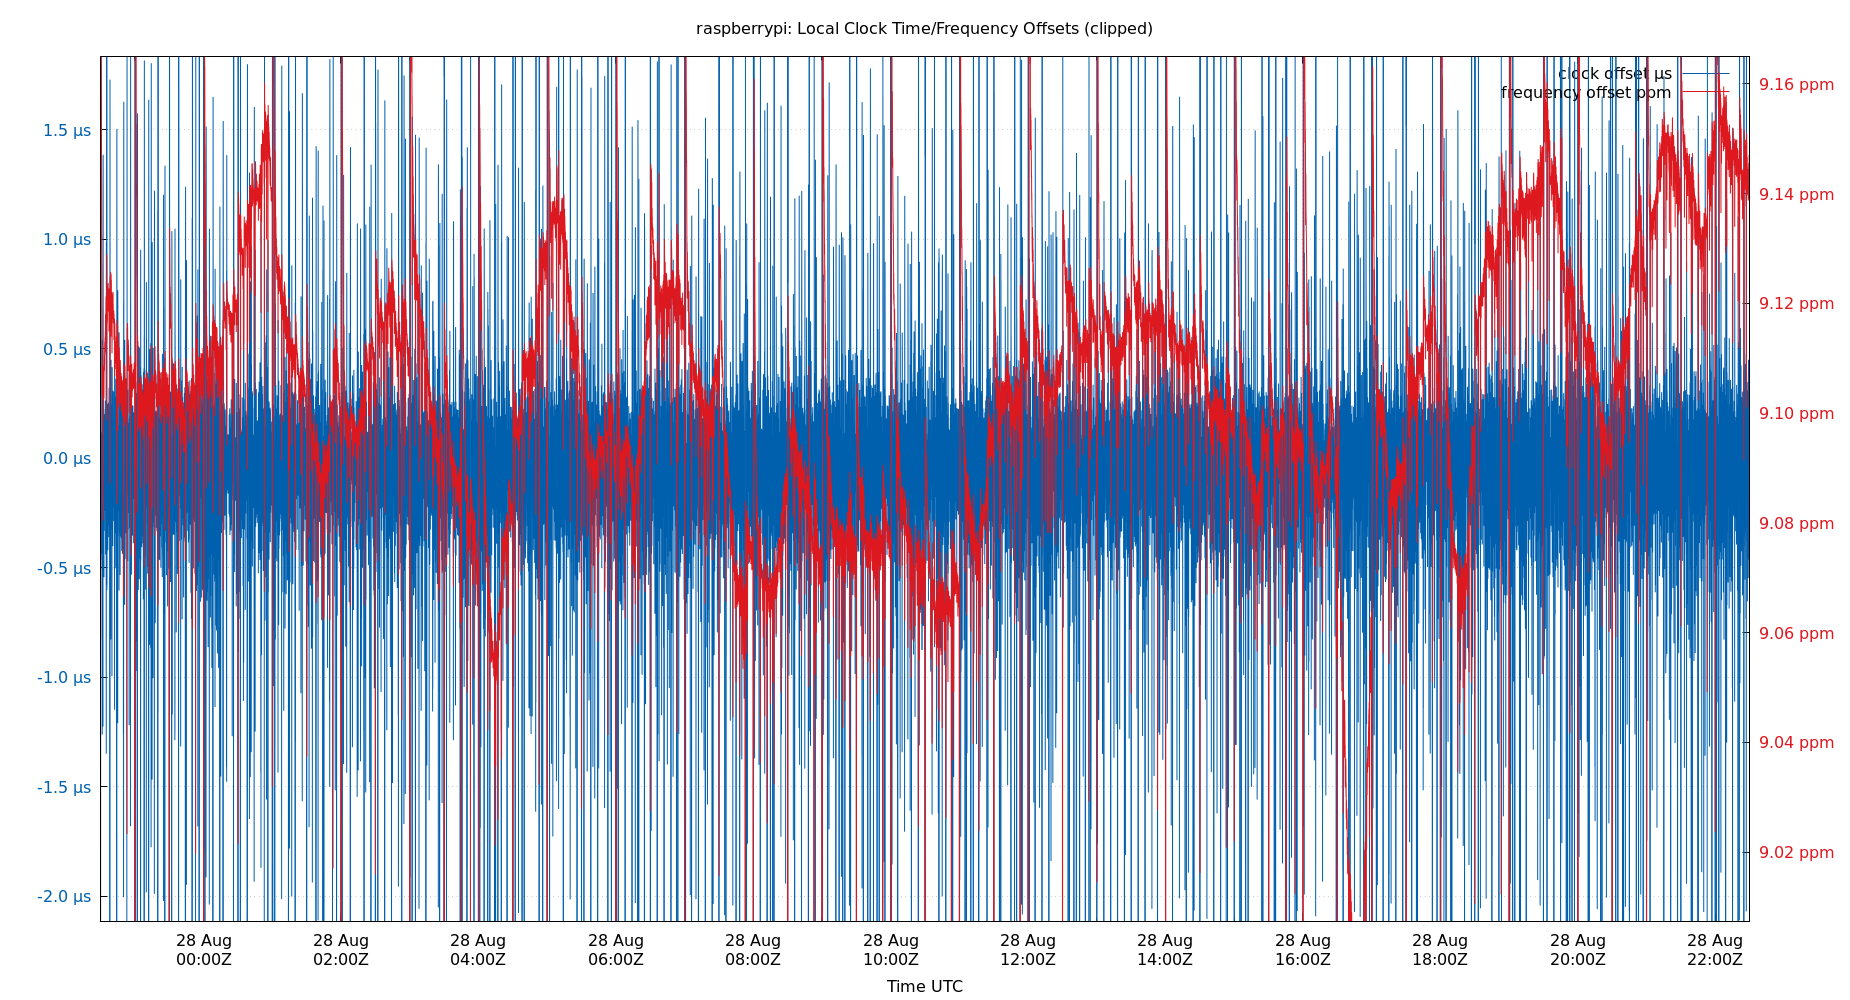 raspberrypi: Local Clock Time/Frequency Offsets (clipped)
clock offset µs
frequency offset ppm
1.5 µs
1.0 µs
0.5 µs
0.0 µs
-0.5 µs
-1.0 µs
-1.5 µs
-2.0 µs
9.16 ppm
9.14 ppm
9.12 ppm
9.10 ppm
9.08 ppm
9.06 ppm
9.04 ppm
9.02 ppm
28 Aug 28 Aug 28 Aug 28 Aug 28 Aug 28 Aug 28 Aug 28 Aug 28 Aug 28 Aug 28 Aug 28 Aug
00:00Z 02:00Z 04:00Z 06:00Z 08:00Z 10:00Z 12:00Z 14:00Z 16:00Z 18:00Z 20:00Z 22:00Z
Time UTC